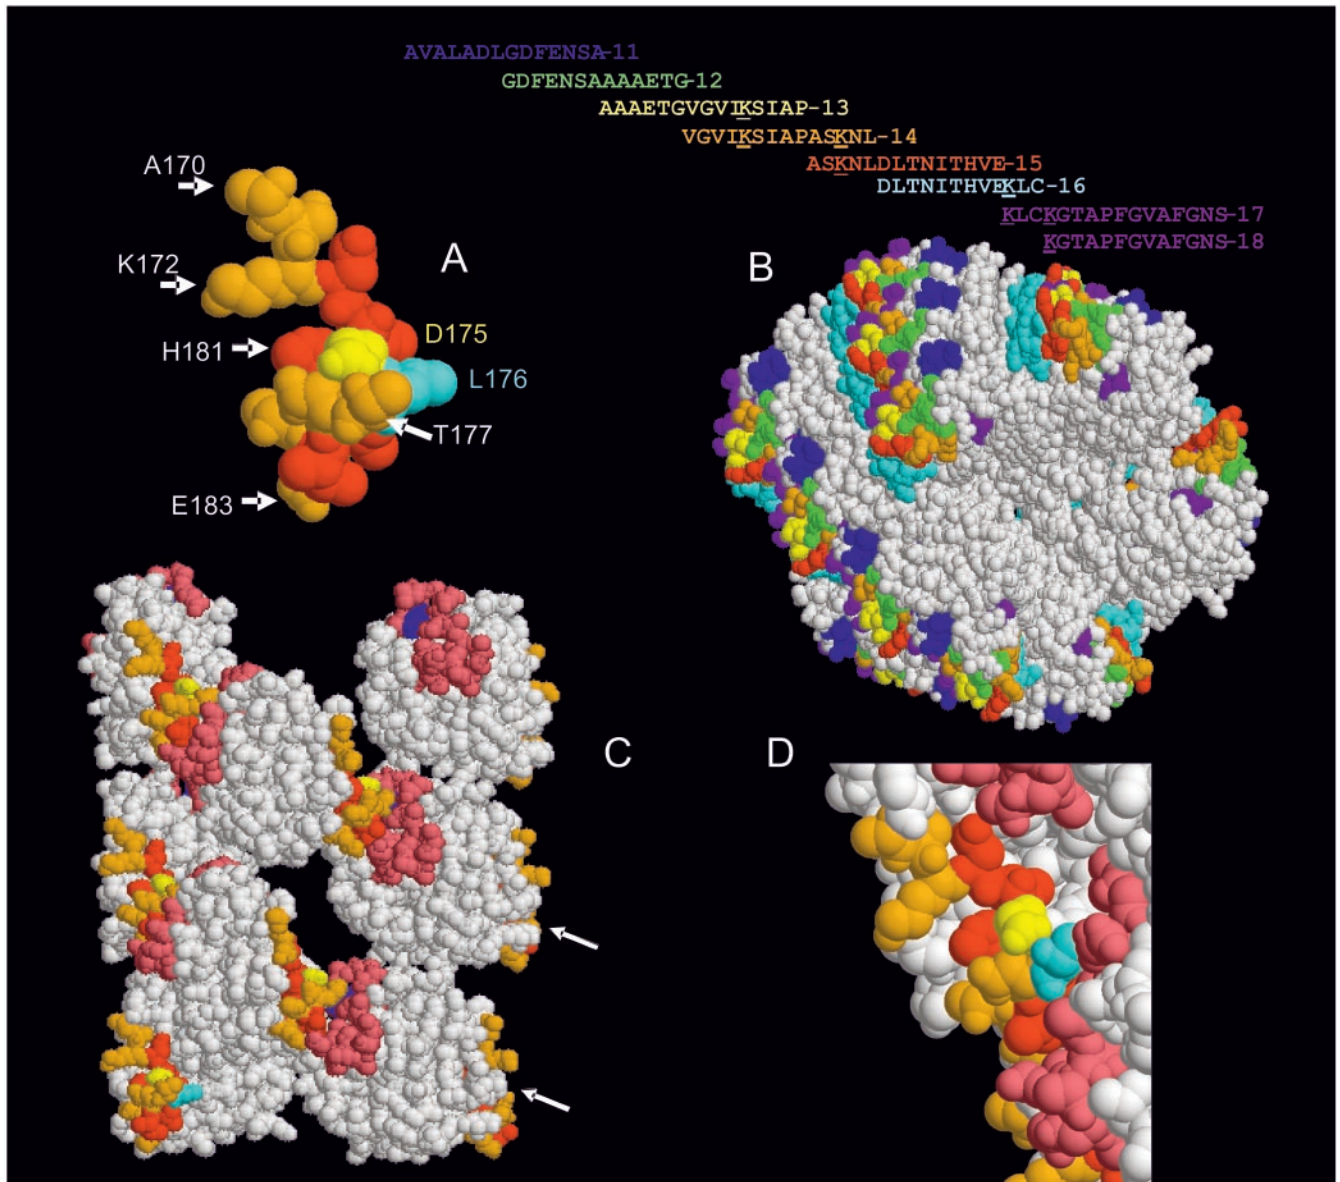 AVALADLGDFENSA-11
GDFENSAAAAETG-12
AAAETGVGVIKSIAP-13
VGVIKSIAPASKNL-14
ASKNLDLTNITHVE-15
DLTNITHVEKLC-16
KLCKGTAPFGVAFGNS-17
KGTAPFGVAFGNS-18
A170
K172
A
B
D175
H181
L176
T177
E183
C
D